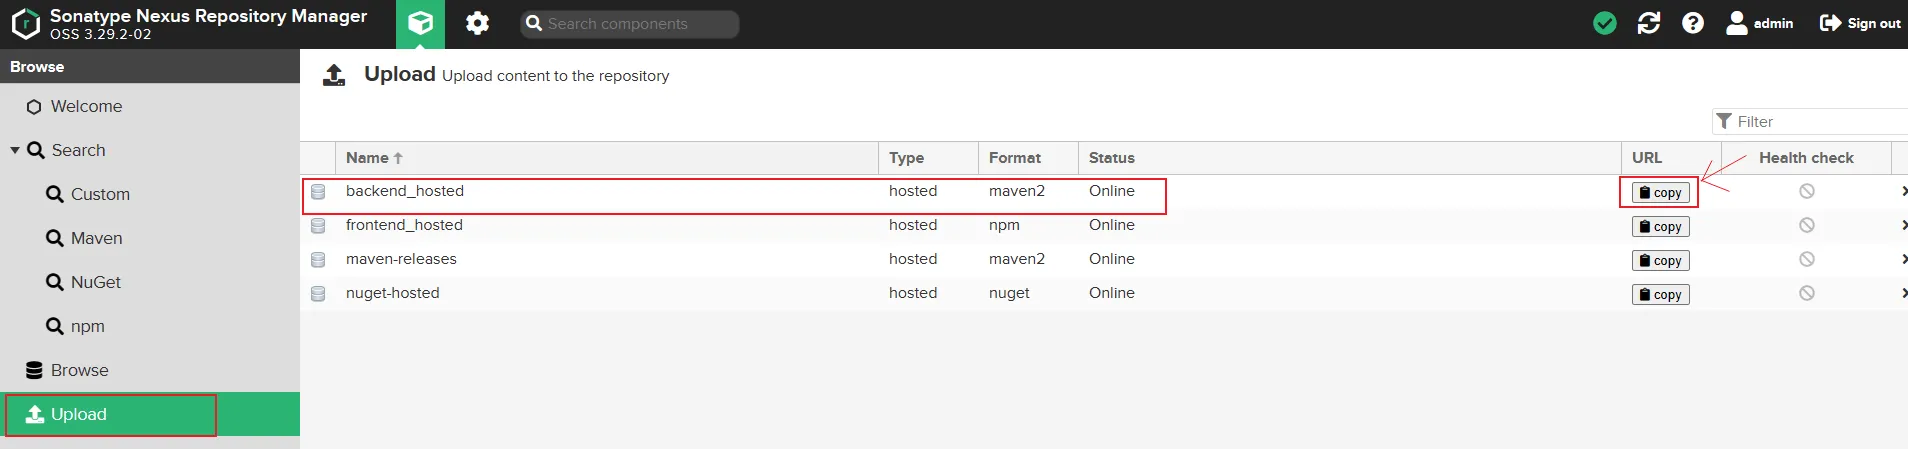 Sonatype Nexus Repository Manager
OSS 3.29.2-02
Search components
admin
Sign out
Browse
Welcome
Search
Custom
Maven
NuGet
npm
Browse
Upload
Upload Upload content to the repository
Filter
Name Type Format Status URL Health check
backend_hosted hosted maven2 Online copy
frontend_hosted hosted npm Online copy
maven-releases hosted maven2 Online copy
nuget-hosted hosted nuget Online copy